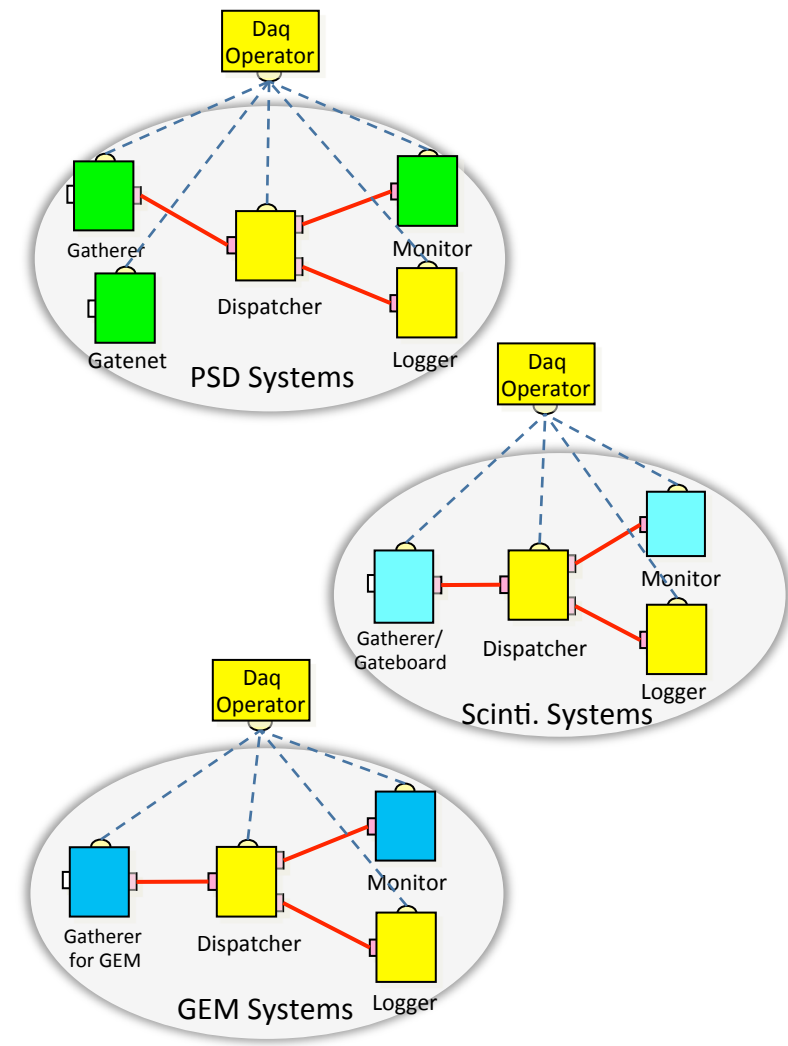 Daq
Operator
Gatherer
Monitor
Dispatcher
Gatenet
Logger
PSD Systems
Daq
Operator
Monitor
Gatherer/
Gateboard
Dispatcher
Logger
Scinti. Systems
Daq
Operator
Monitor
Gatherer
for GEM
Dispatcher
Logger
GEM Systems